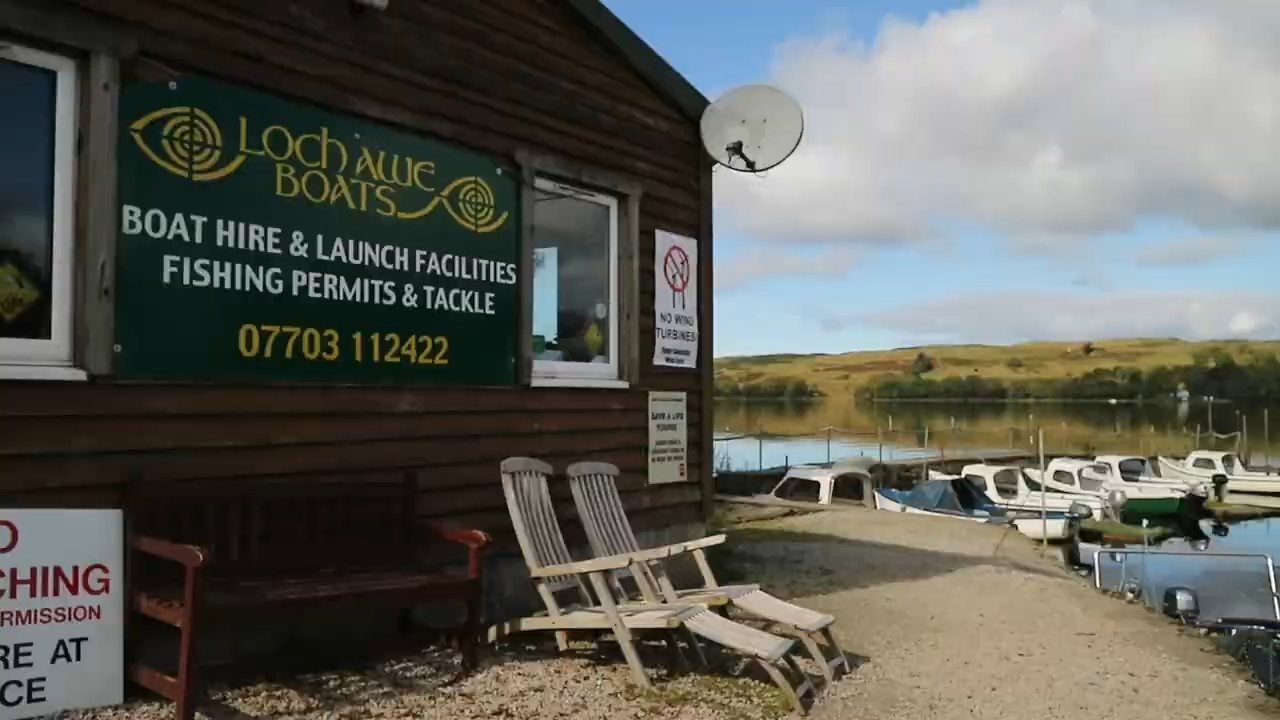 LOCH AWE
BOATS
BOAT HIRE & LAUNCH FACILITIES
FISHING PERMITS & TACKLE
07703 112422
NO WIND
TURBINES
SAVE A LIFE
O
CHING
RMISSION
RE AT
CE